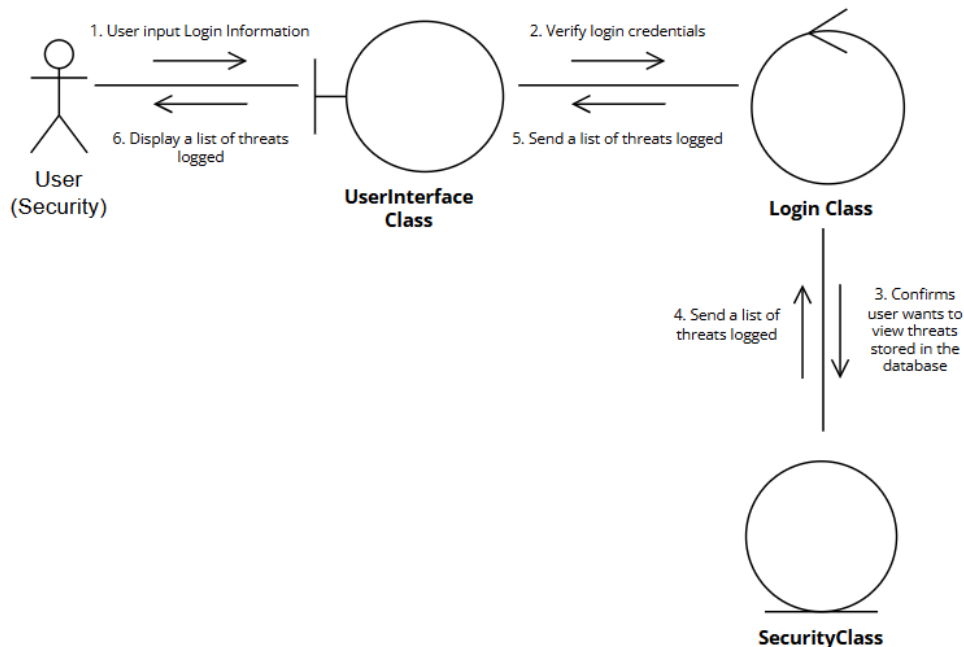 1. User input Login Information
2. Verify login credentials
6. Display a list of threats
logged
5. Send a list of threats logged
User
(Security)
UserInterface
Class
Login Class
4. Send a list of
threats logged
3. Confirms
user wants to
view threats
stored in the
database
SecurityClass